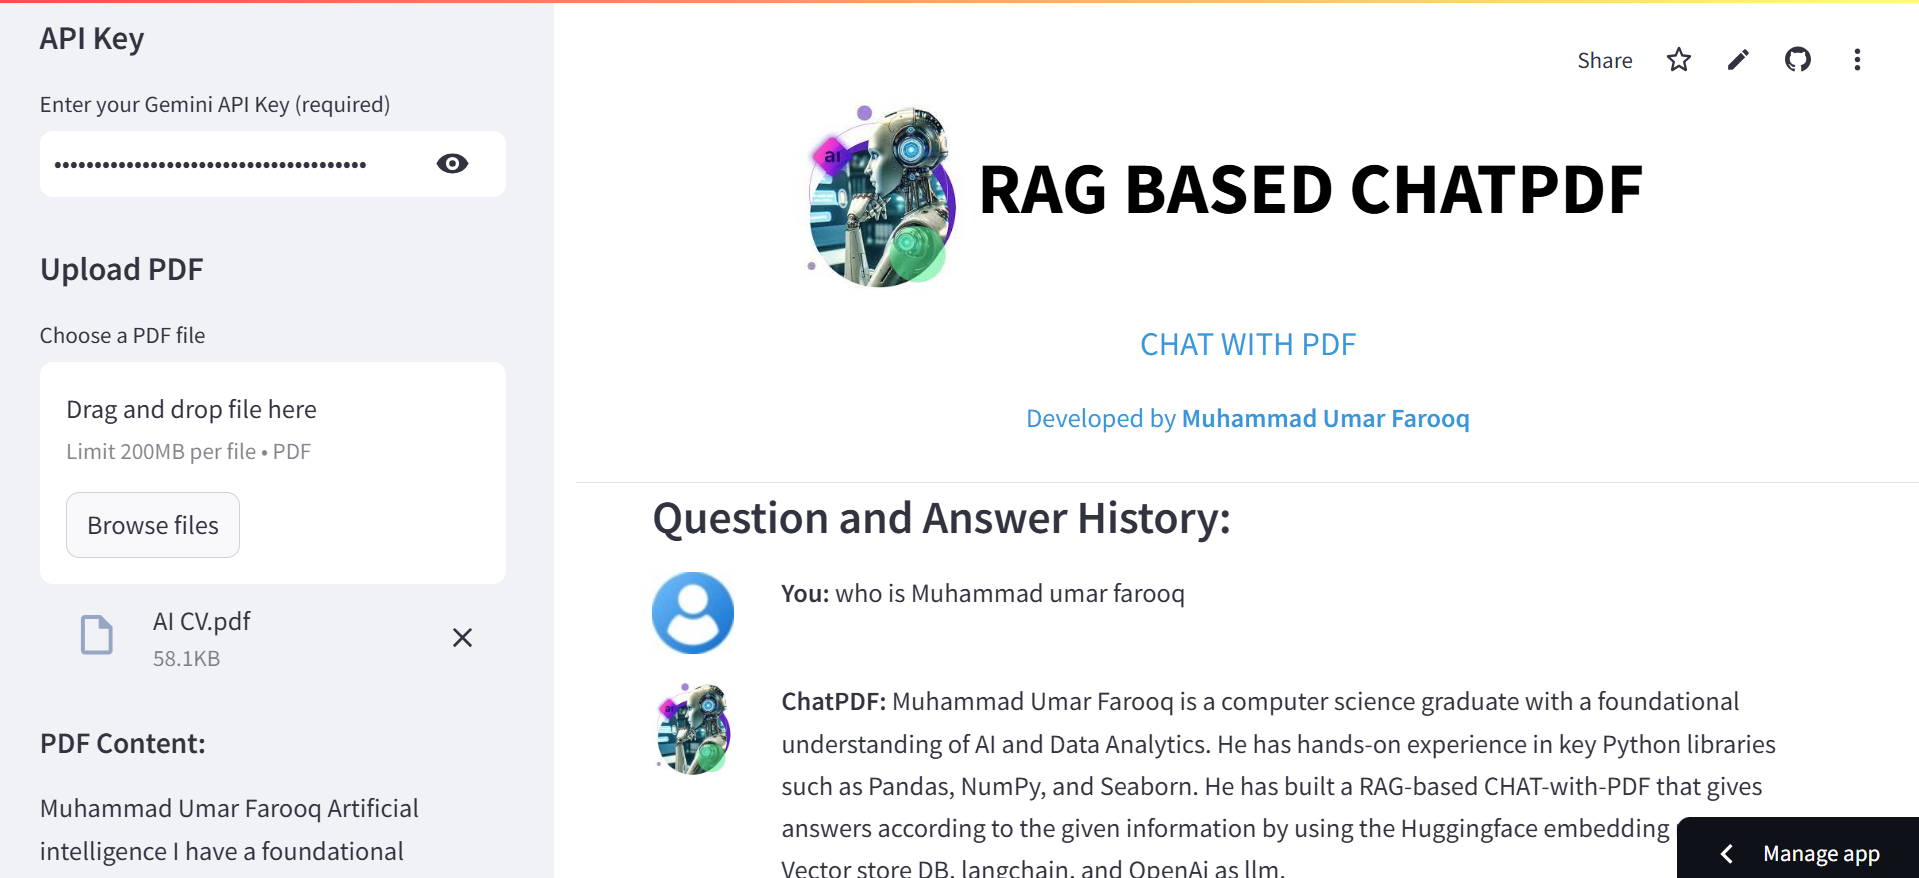 API Key
Enter your Gemini API Key (required)
Upload PDF
Choose a PDF file
Drag and drop file here
Limit 200MB per file • PDF
Browse files
AI CV.pdf
58.1KB
PDF Content:
Muhammad Umar Farooq Artificial
intelligence I have a foundational
Share
ai
RAG BASED CHATPDF
CHAT WITH PDF
Developed by Muhammad Umar Farooq
Question and Answer History:
You: who is Muhammad umar farooq
ai
ChatPDF: Muhammad Umar Farooq is a computer science graduate with a foundational
understanding of AI and Data Analytics. He has hands-on experience in key Python libraries
such as Pandas, NumPy, and Seaborn. He has built a RAG-based CHAT-with-PDF that gives
answers according to the given information by using the Huggingface embedding
Vector store DB, langchain, and OpenAi as llm.
Manage app